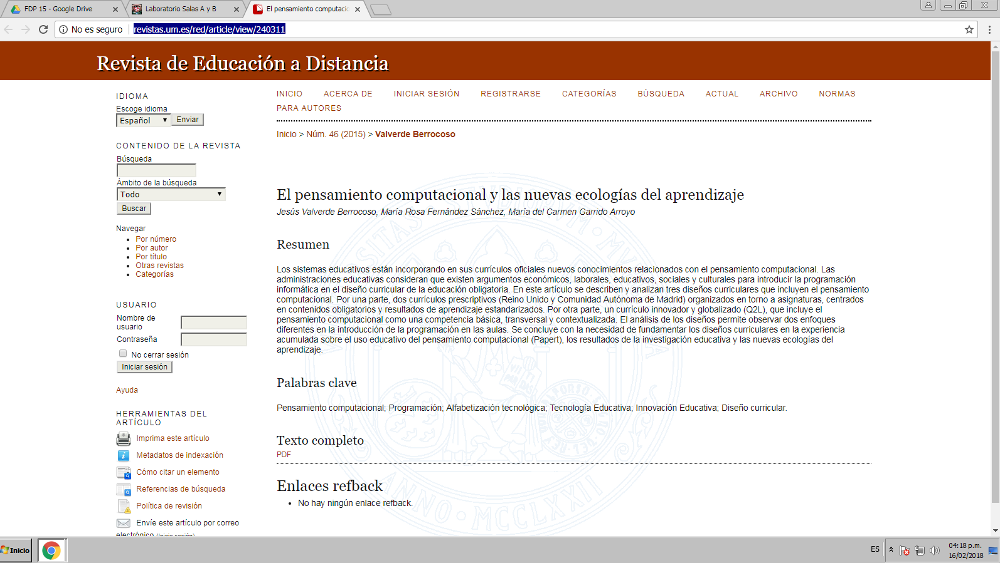 FDP 15 - Google Drive
Laboratorio Salas A y B
El pensamiento computacio
No es seguro
revistas.um.es/red/article/view/240311
Revista de Educación a Distancia
IDIOMA
Escoge idioma
Español
Enviar
CONTENIDO DE LA REVISTA
Búsqueda
Ámbito de la búsqueda
Todo
Buscar
Navegar
Por número
Por autor
Por título
Otras revistas
Categorías
USUARIO
Nombre de
usuario
Contraseña
No cerrar sesión
Iniciar sesión
Ayuda
HERRAMIENTAS DEL
ARTÍCULO
Imprima este artículo
Metadatos de indexación
Cómo citar un elemento
Referencias de búsqueda
Política de revisión
Envíe este artículo por correo
electrónico (Inicie sesión)
INICIO ACERCA DE INICIAR SESIÓN REGISTRARSE CATEGORÍAS BÚSQUEDA ACTUAL ARCHIVO NORMAS
PARA AUTORES
Inicio > Núm. 46 (2015) > Valverde Berrocoso
El pensamiento computacional y las nuevas ecologías del aprendizaje
Jesús Valverde Berrocoso, María Rosa Fernández Sánchez, María del Carmen Garrido Arroyo
Resumen
Los sistemas educativos están incorporando en sus currículos oficiales nuevos conocimientos relacionados con el pensamiento computacional. Las
administraciones educativas consideran que existen argumentos económicos, laborales, educativos, sociales y culturales para introducir la programación
informática en el diseño curricular de la educación obligatoria. En este artículo se describen y analizan tres diseños curriculares que incluyen el pensamiento
computacional. Por una parte, dos currículos prescriptivos (Reino Unido y Comunidad Autónoma de Madrid) organizados en torno a asignaturas, centrados
en contenidos obligatorios y resultados de aprendizaje estandarizados. Por otra parte, un currículo innovador y globalizado (Q2L), que incluye el
pensamiento computacional como una competencia básica, transversal y contextualizada. El análisis de los diseños permite observar dos enfoques
diferentes en la introducción de la programación en las aulas. Se concluye con la necesidad de fundamentar los diseños curriculares en la experiencia
acumulada sobre el uso educativo del pensamiento computacional (Papert), los resultados de la investigación educativa y las nuevas ecologías del
aprendizaje.
Palabras clave
Pensamiento computacional; Programación; Alfabetización tecnológica; Tecnología Educativa; Innovación Educativa; Diseño curricular.
Texto completo
PDF
Enlaces refback
No hay ningún enlace refback.
ANNO · MCCLXXII
Inicio
ES
04:18 p.m.
16/02/2018